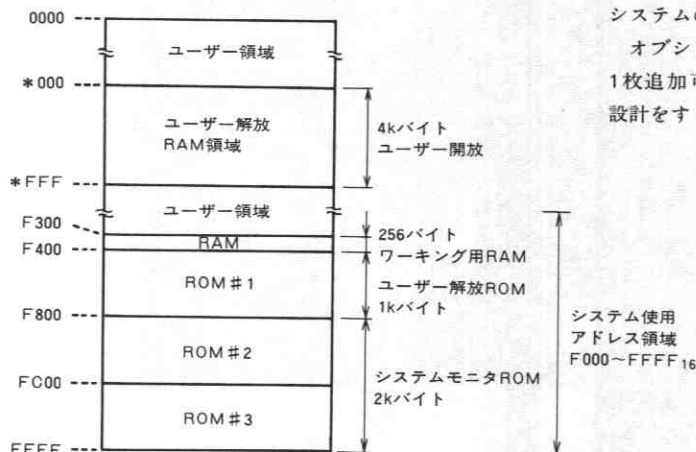 0000
ユーザー領域
*000
ユーザー解放
RAM領域
4kバイト
ユーザー開放
*FFF
ユーザー領域
F300
RAM
256バイト
ワーキング用RAM
F400
ROM#1
ユーザー解放ROM
1kバイト
F800
ROM#2
システムモニタROM
2kバイト
FC00
ROM#3
FFFF
システム使用
アドレス領域
F000~FFFF16
システム
オプシ
1枚追加
設計をす